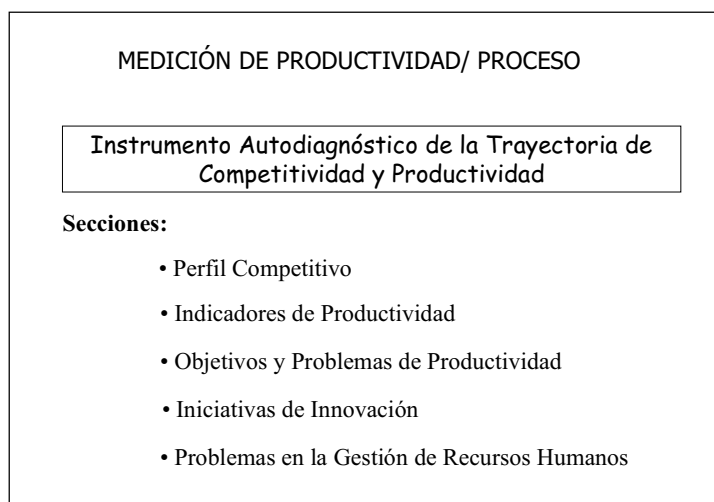 MEDICIÓN DE PRODUCTIVIDAD/ PROCESO
Instrumento Autodiagnóstico de la Trayectoria de
Competitividad y Productividad
Secciones:
• Perfil Competitivo
• Indicadores de Productividad
• Objetivos y Problemas de Productividad
• Iniciativas de Innovación
• Problemas en la Gestión de Recursos Humanos